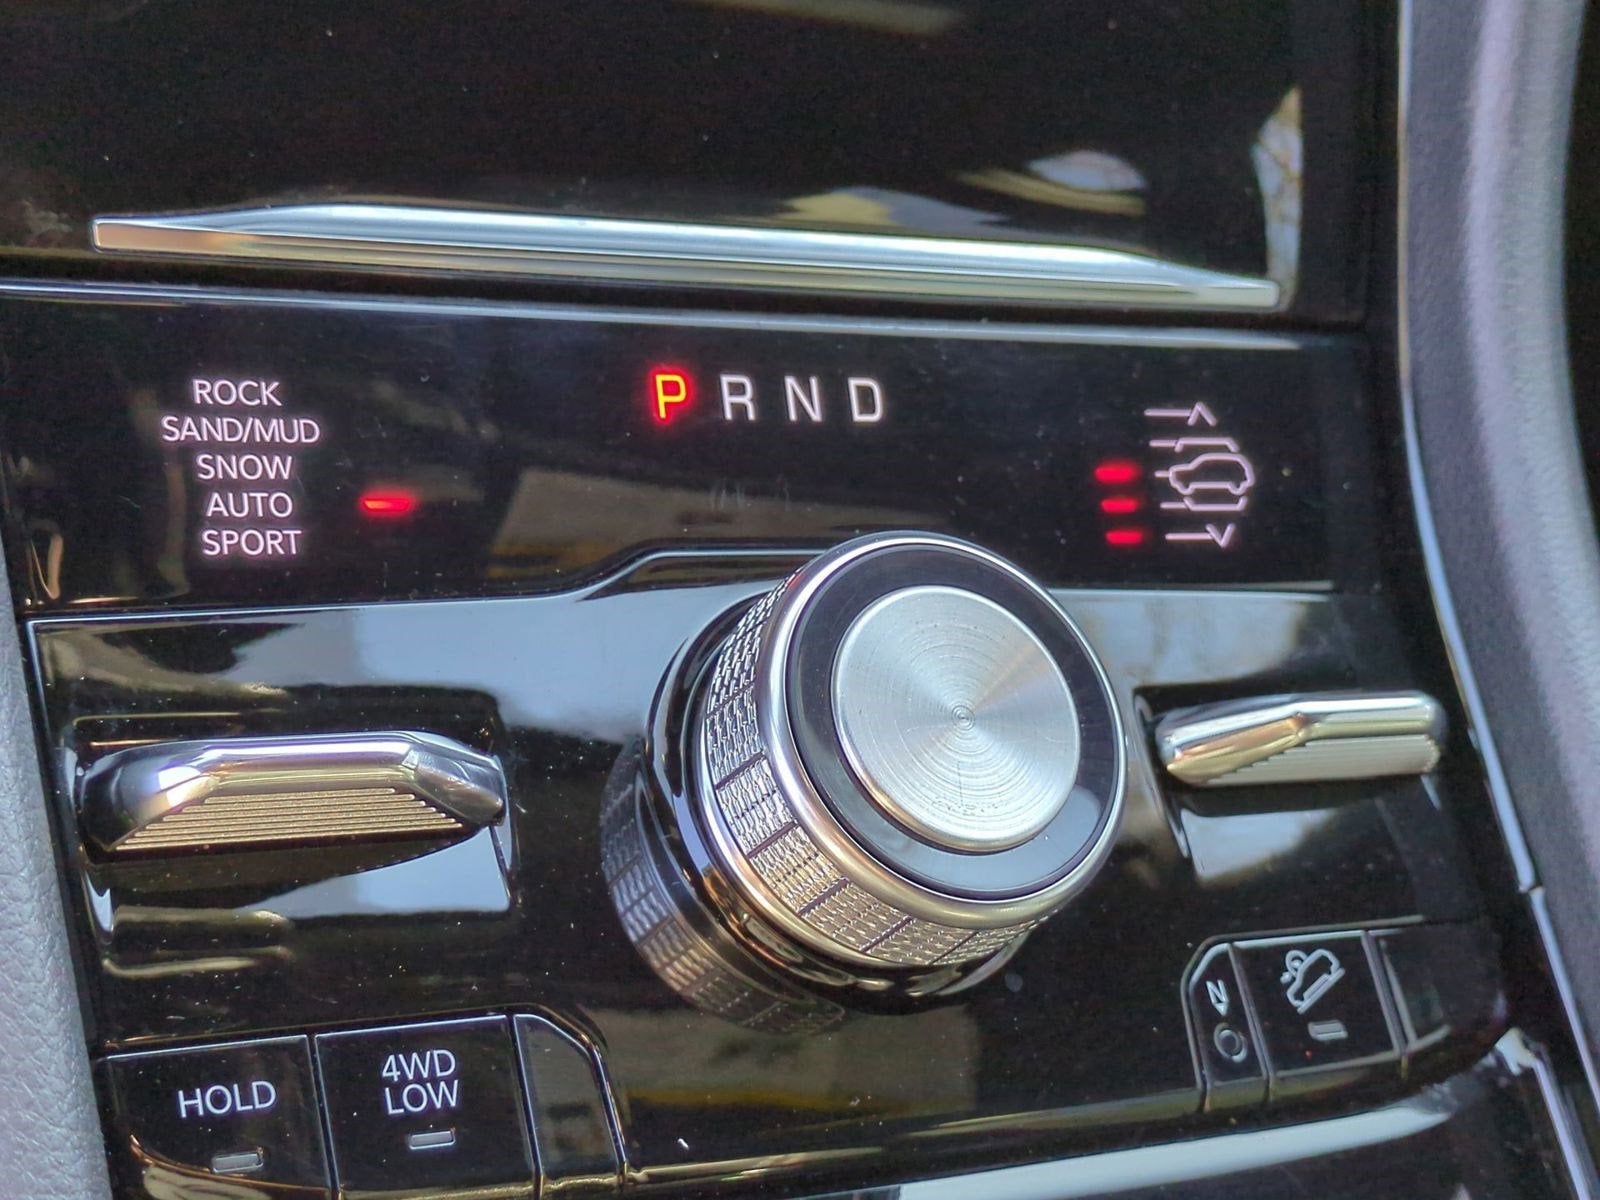 P R N D
ROCK
SAND/MUD
SNOW
AUTO
SPORT
N
HOLD
4WD
LOW